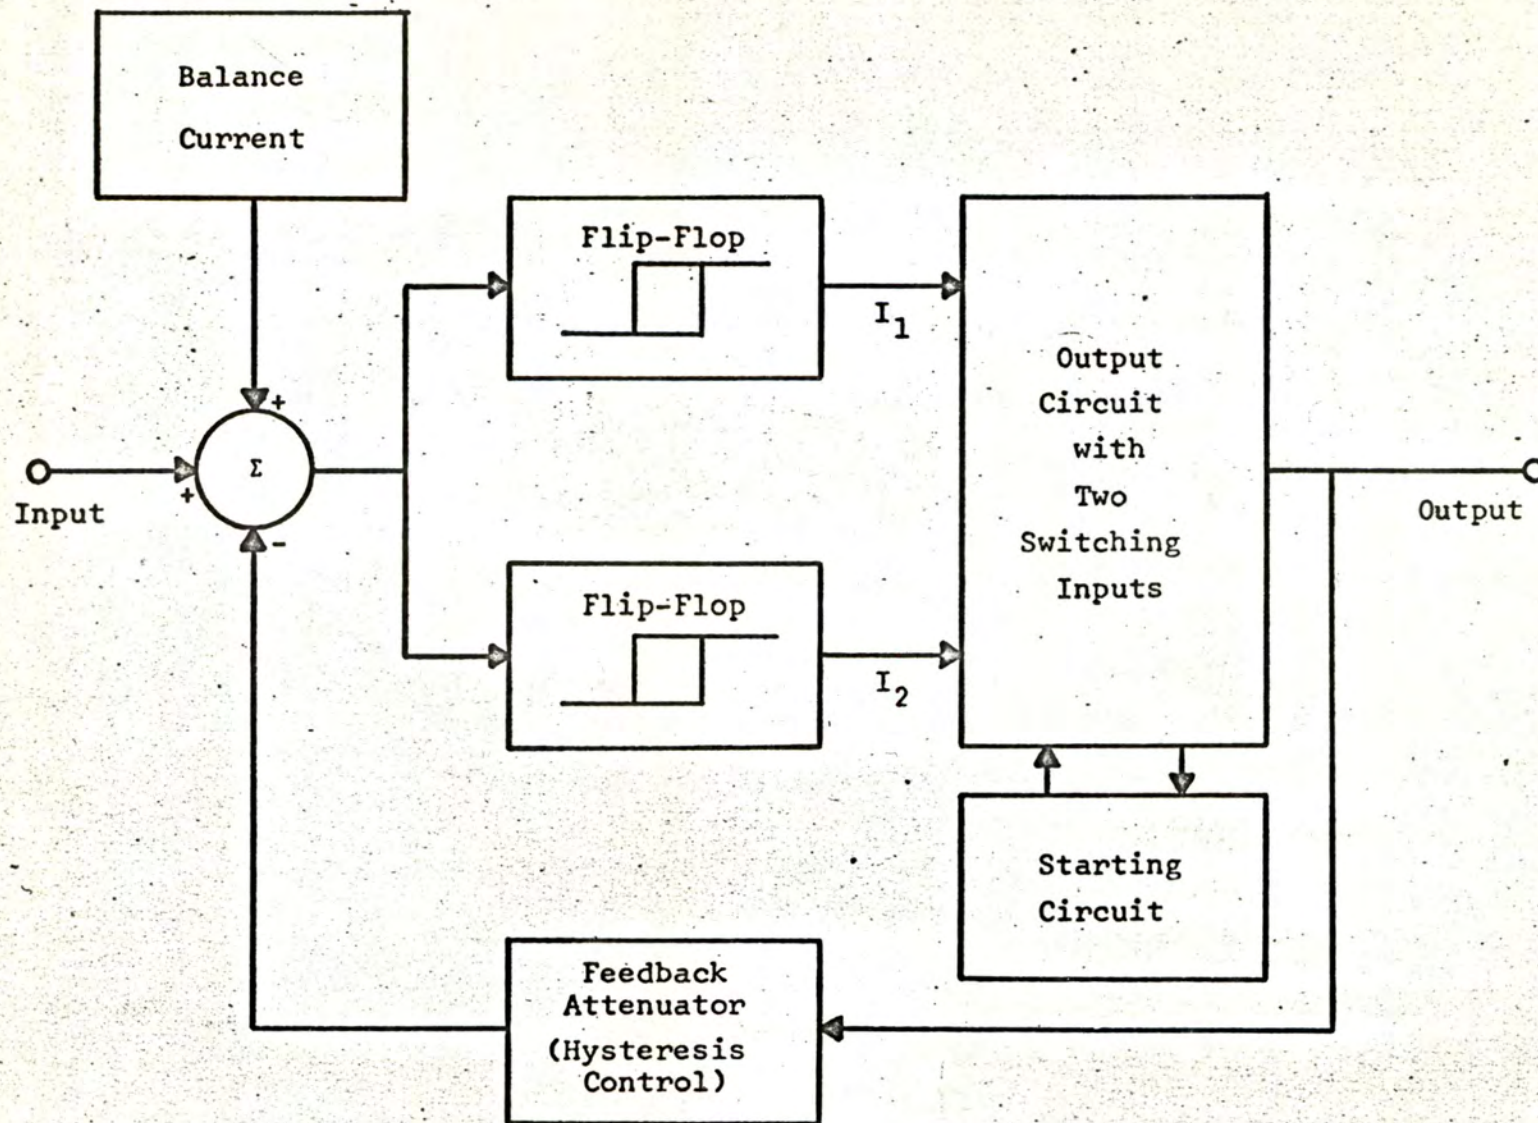 Balance
Current
Flip-Flop
I1
Output
Circuit
with
Two
Switching
Inputs
+
Σ
+
Input
-
Output
Flip-Flop
I2
Starting
Circuit
Feedback
Attenuator
(Hysteresis
Control)